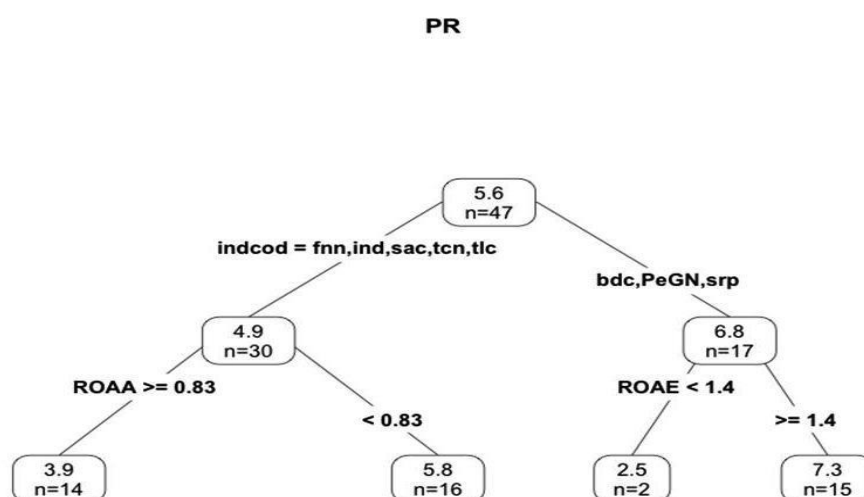 PR
5.6
n=47
indcod = fnn,ind,sac,tcn,tlc
bdc,PeGN,srp
4.9
n=30
6.8
n=17
ROAA >= 0.83
< 0.83
ROAE < 1.4
>= 1.4
3.9
n=14
5.8
n=16
2.5
n=2
7.3
n=15